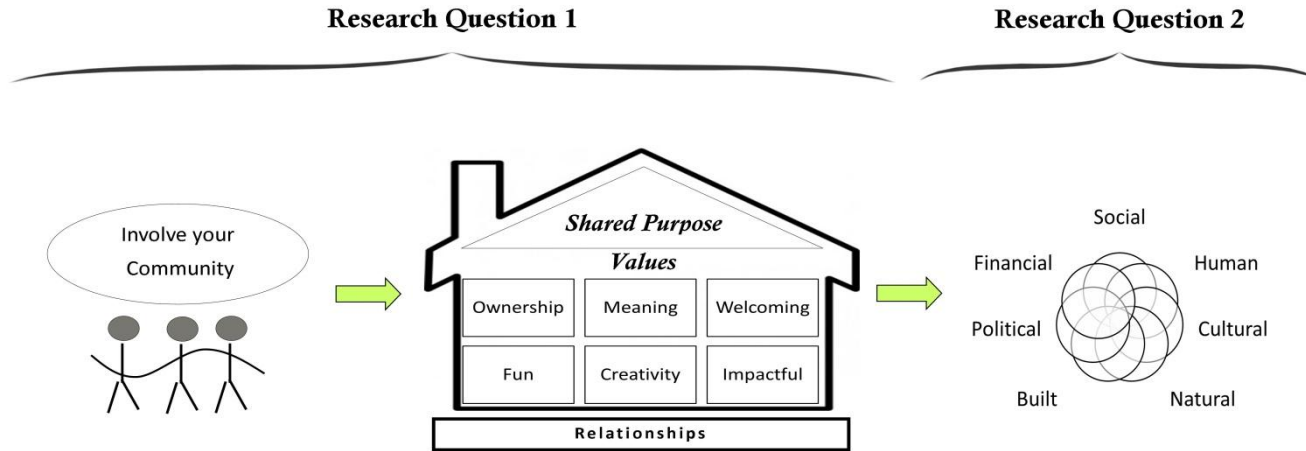 Research Question 1
Research Question 2
Involve your
Community
Shared Purpose
Values
Ownership
Meaning
Welcoming
Fun
Creativity
Impactful
Relationships
Social
Financial
Human
Political
Cultural
Built
Natural